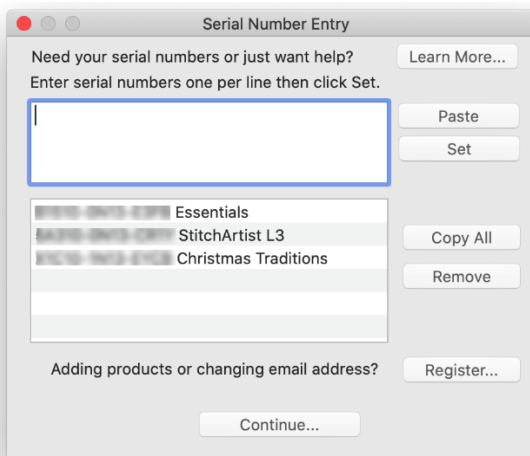 Serial Number Entry
Need your serial numbers or just want help? Learn More...
Enter serial numbers one per line then click Set.
Paste
Set
Essentials
StitchArtist L3
Christmas Traditions
Copy All
Remove
Adding products or changing email address? Register...
Continue...